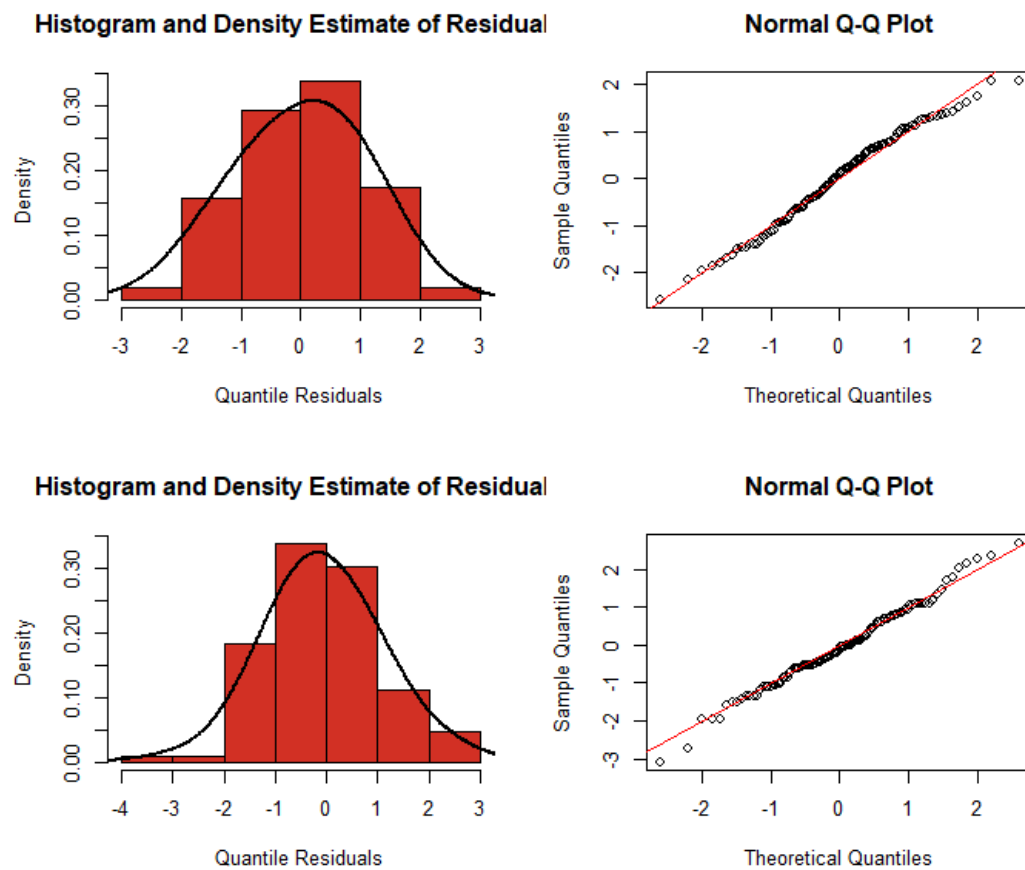 Histogram and Density Estimate of Residual
Normal Q-Q Plot
Density
0.00
0.10
0.20
0.30
-3 -2 -1 0 1 2 3
Quantile Residuals
Sample Quantiles
-2
-1
0
1
2
-2 -1 0 1 2
Theoretical Quantiles
Histogram and Density Estimate of Residual
Normal Q-Q Plot
Density
0.00
0.10
0.20
0.30
-4 -3 -2 -1 0 1 2 3
Quantile Residuals
Sample Quantiles
-3
-2
-1
0
1
2
-2 -1 0 1 2
Theoretical Quantiles